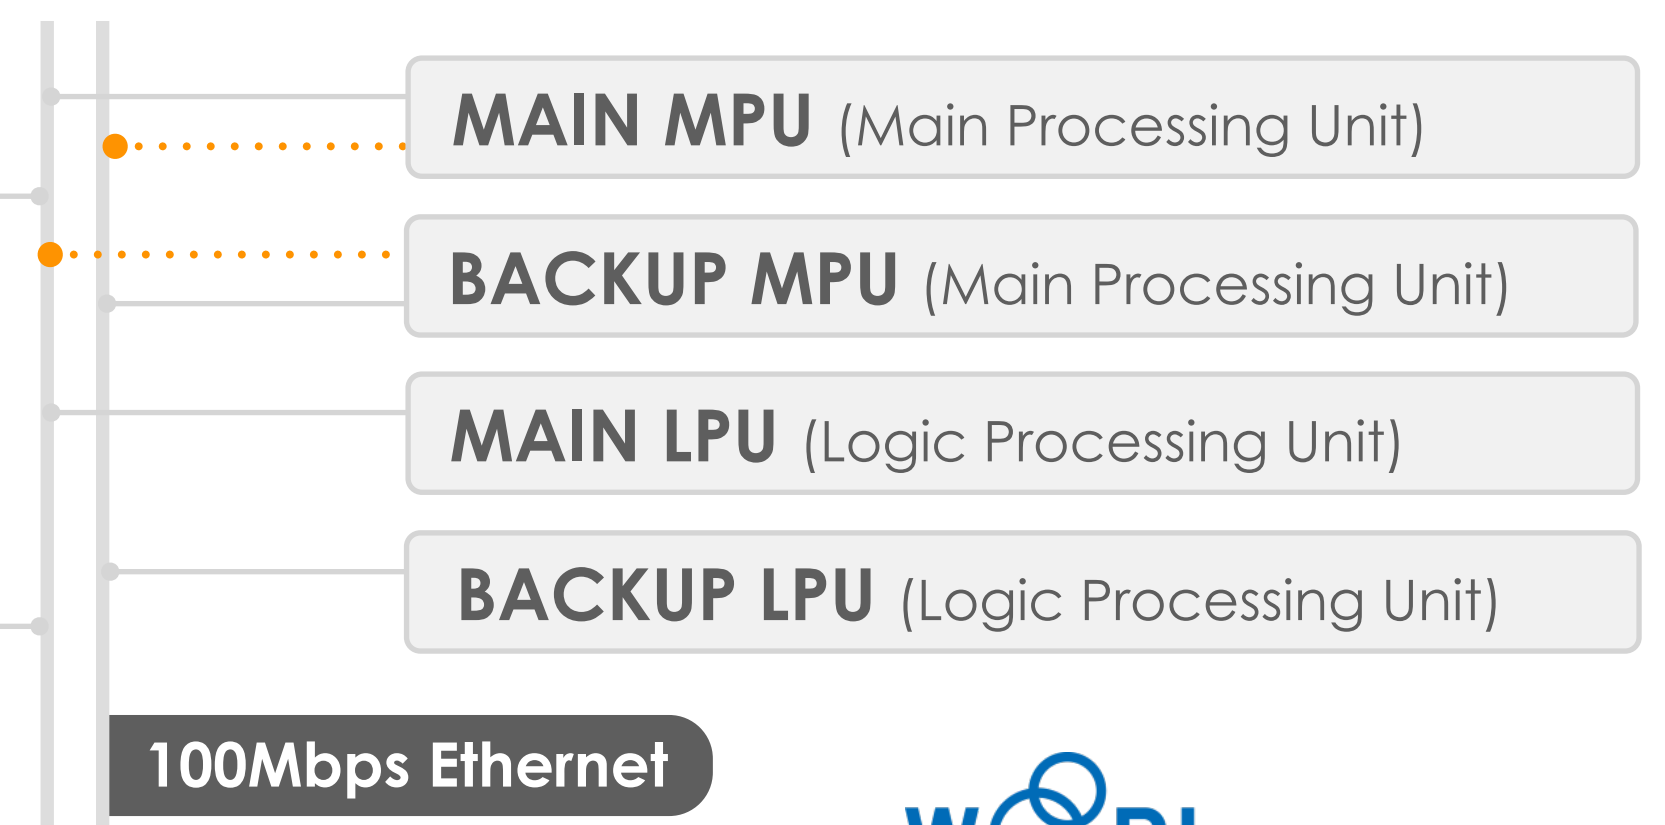 MAIN MPU (Main Processing Unit)
BACKUP MPU (Main Processing Unit)
MAIN LPU (Logic Processing Unit)
BACKUP LPU (Logic Processing Unit)
100Mbps Ethernet